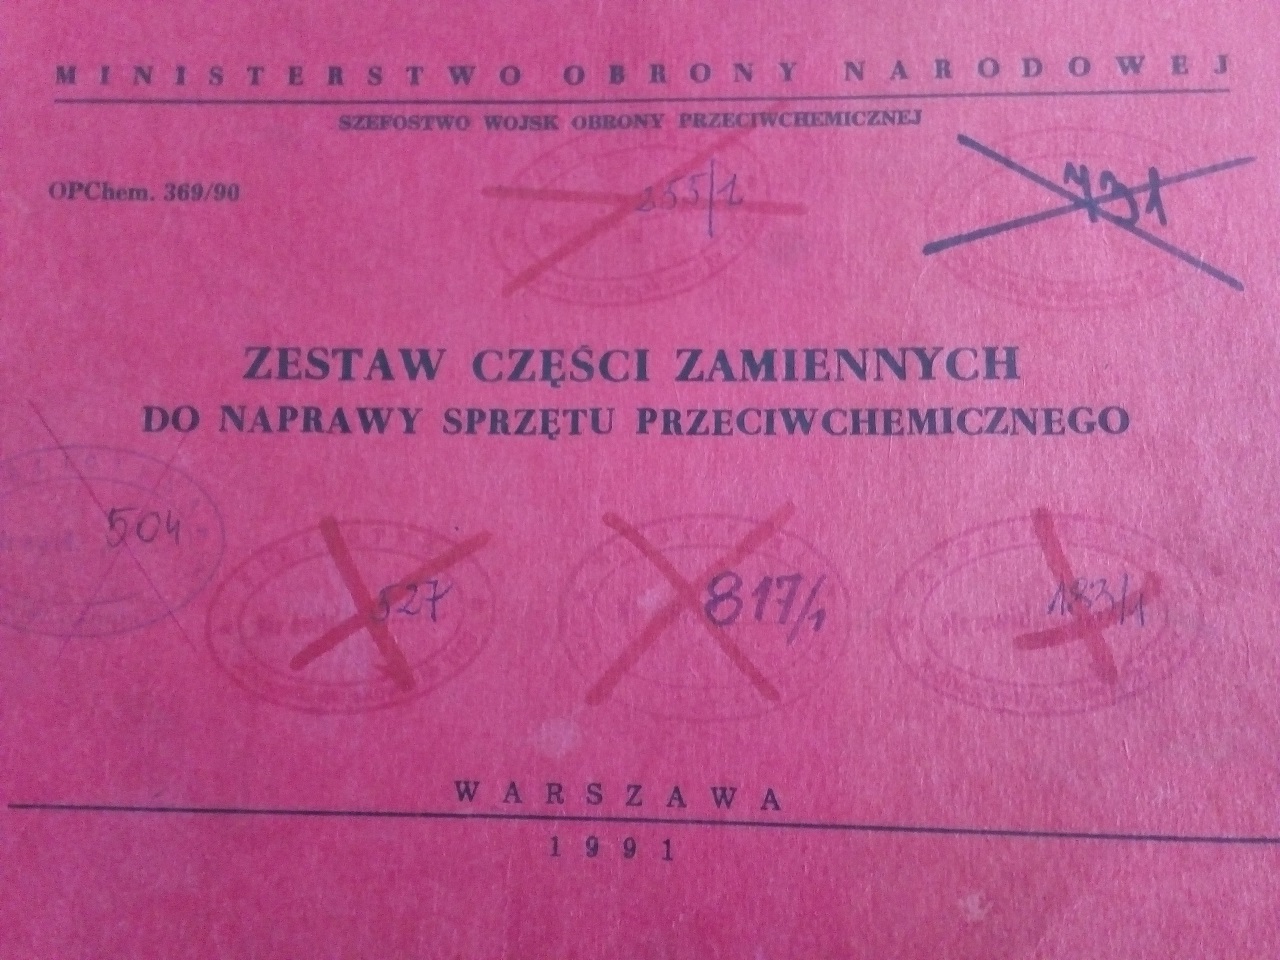 MINISTERSTWO OBRONY NARODOWEJ
SZEFOSTWO WOJSK OBRONY PRZECIWCHEMICZNEJ
OPChem. 369/90
255/1
731
ZESTAW CZĘŚCI ZAMIENNYCH
DO NAPRAWY SPRZĘTU PRZECIWCHEMICZNEGO
504
527
817/1
183/1
WARSZAWA
1991